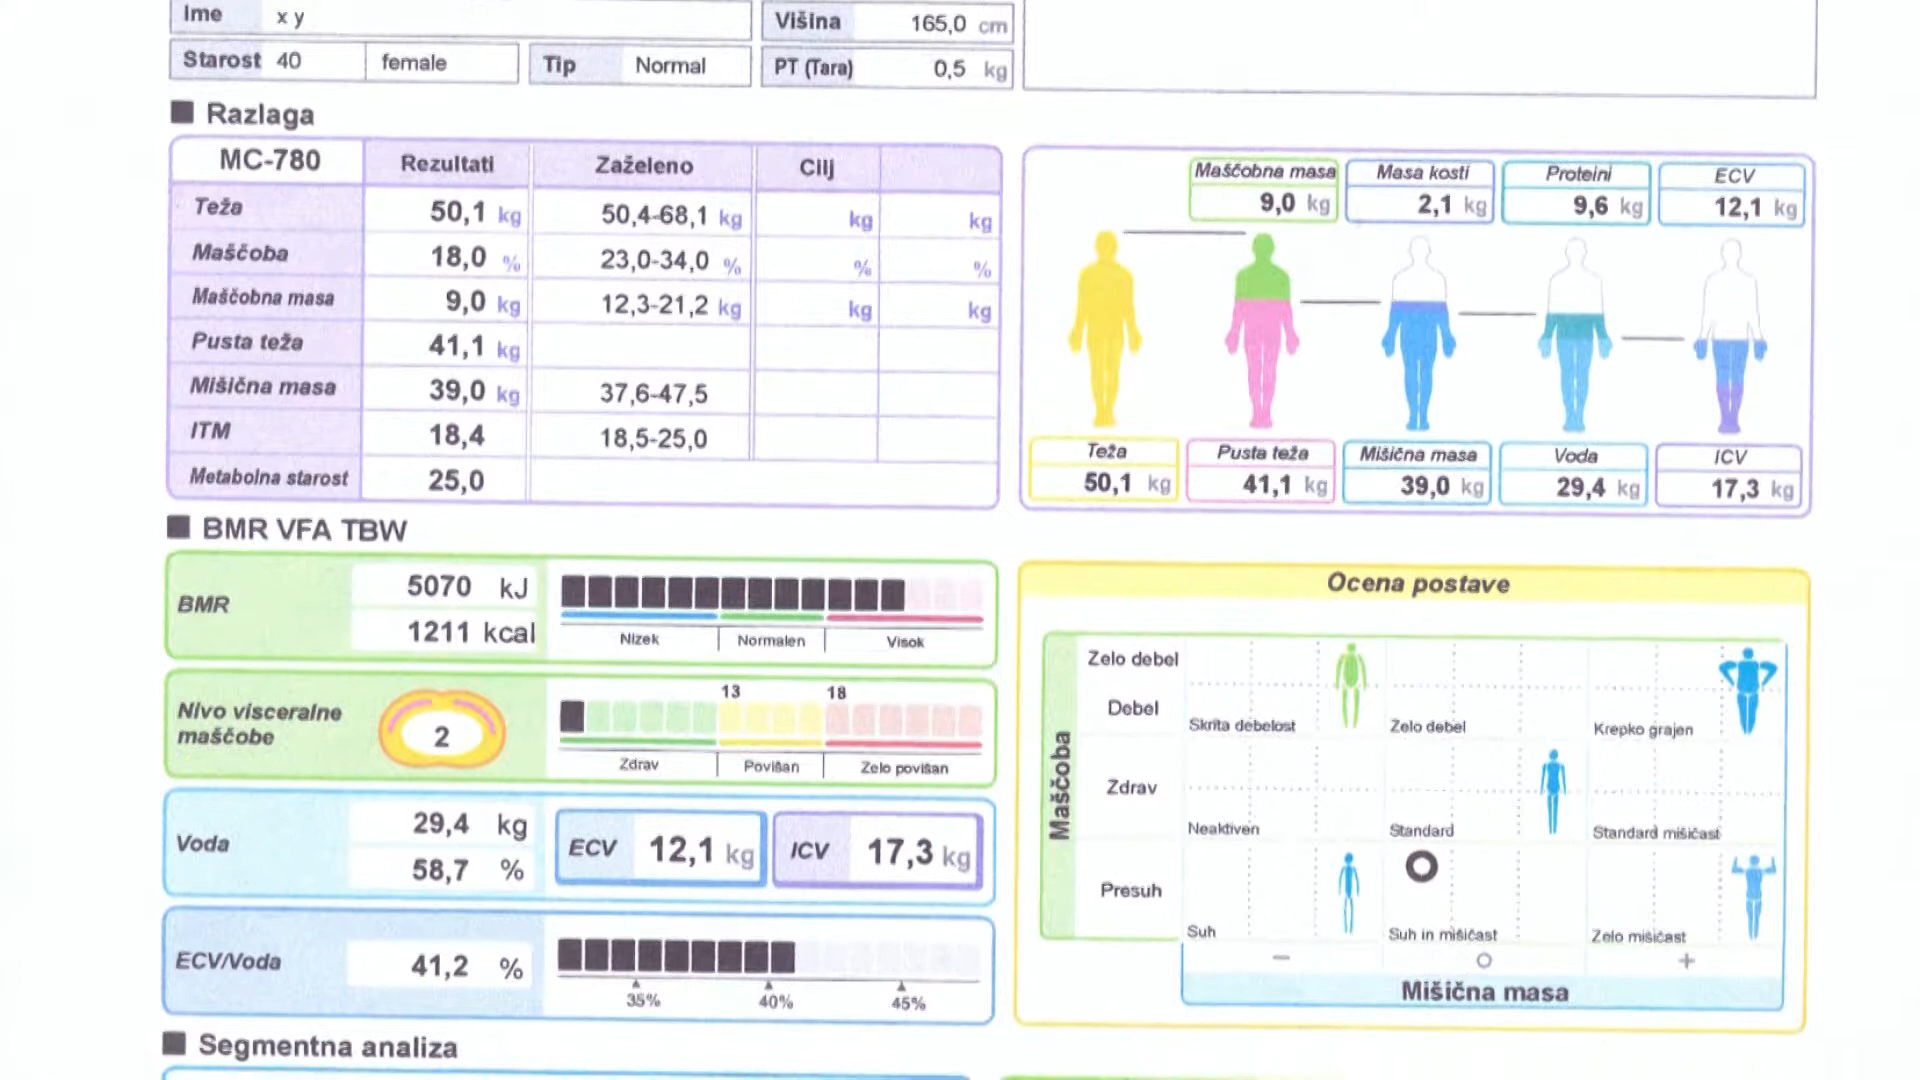 Ime x y Višina 165,0 cm
Starost 40 female Tip Normal PT (Tara) 0,5 kg
Razlaga
MC-780 Rezultati Zaželeno Cilj
Teža 50,1 kg 50,4-68,1 kg kg kg
Maščoba 18,0 % 23,0-34,0 % % %
Maščobna masa 9,0 kg 12,3-21,2 kg kg kg
Pusta teža 41,1 kg
Mišična masa 39,0 kg 37,6-47,5
ITM 18,4 18,5-25,0
Metabolna starost 25,0
Maščobna masa Masa kosti Proteini ECV
9,0 kg 2,1 kg 9,6 kg 12,1 kg
Teža Pusta teža Mišična masa Voda ICV
50,1 kg 41,1 kg 39,0 kg 29,4 kg 17,3 kg
BMR VFA TBW
BMR 5070 kJ
1211 kcal
Nizek Normalen Visok
Nivo visceralne maščobe 2
13 18
Zdrav Povišan Zelo povišan
Voda 29,4 kg
58,7 %
ECV 12,1 kg ICV 17,3 kg
ECV/Voda 41,2 %
35% 40% 45%
Ocena postave
Maščoba
Zelo debel
Debel
Skrita debelost Zelo debel Krepko grajen
Zdrav
Neaktiven Standard Standard mišičast
Presuh
Suh Suh in mišičast Zelo mišičast
− ○ +
Mišična masa
Segmentna analiza